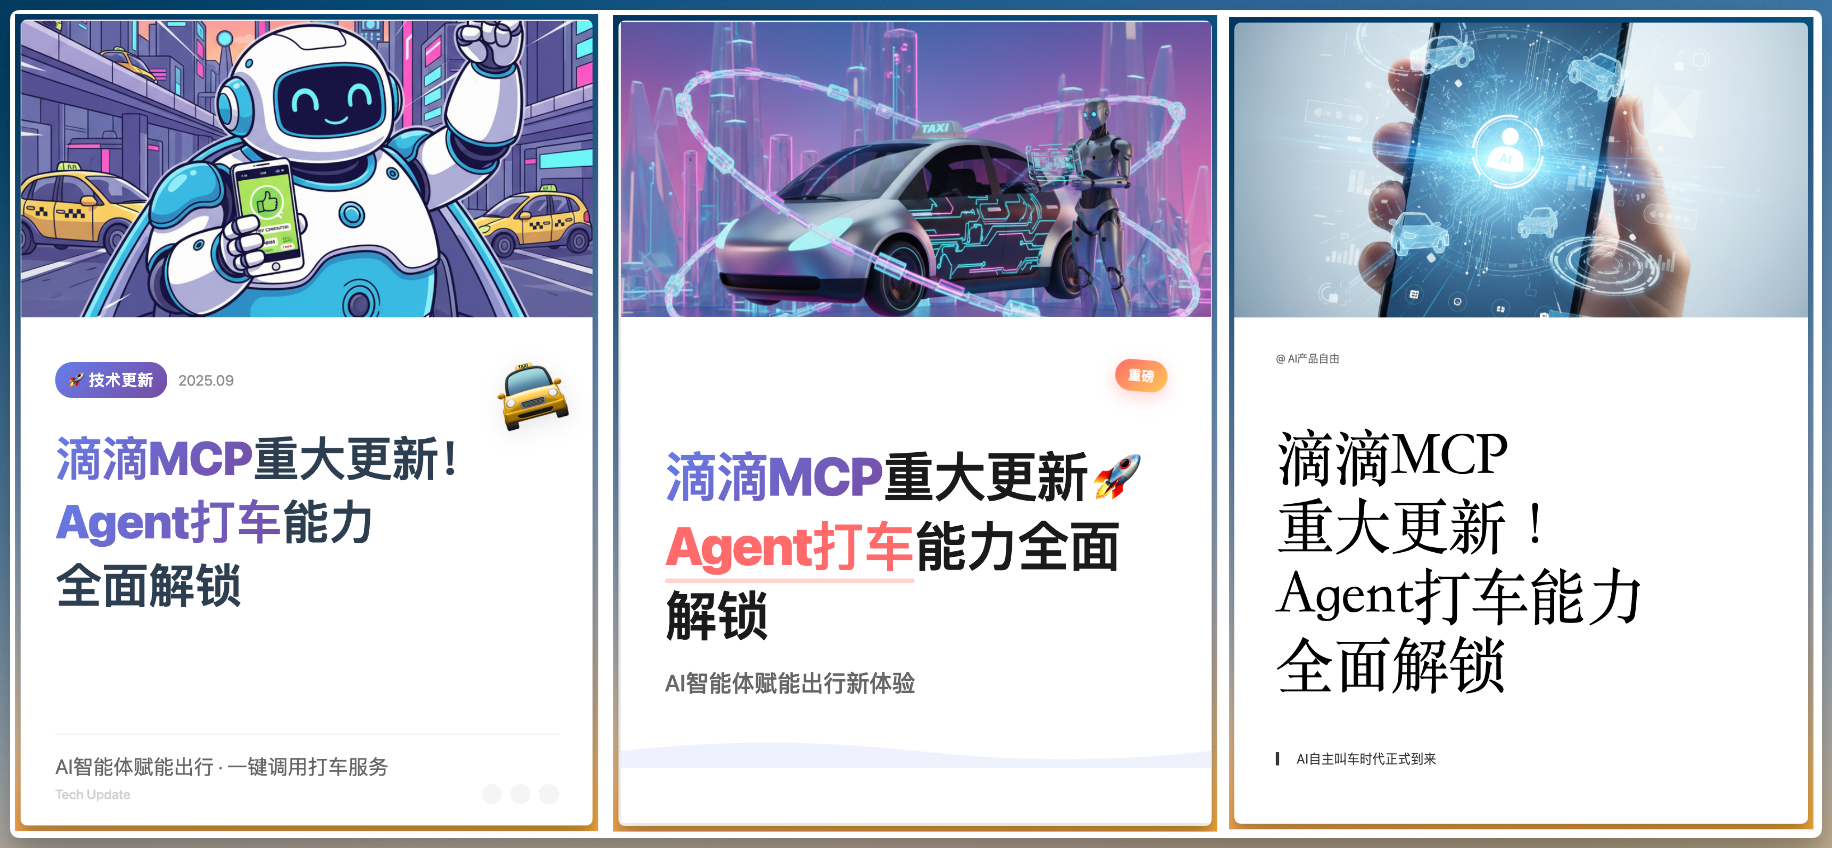 🚀 技术更新 2025.09
滴滴MCP重大更新!
Agent打车能力
全面解锁
AI智能体赋能出行 · 一键调用打车服务
Tech Update
TAXI
重磅
滴滴MCP重大更新🚀
Agent打车能力全面
解锁
AI智能体赋能出行新体验
AI
@ AI产品自由
滴滴MCP
重大更新！
Agent打车能力
全面解锁
AI自主叫车时代正式到来